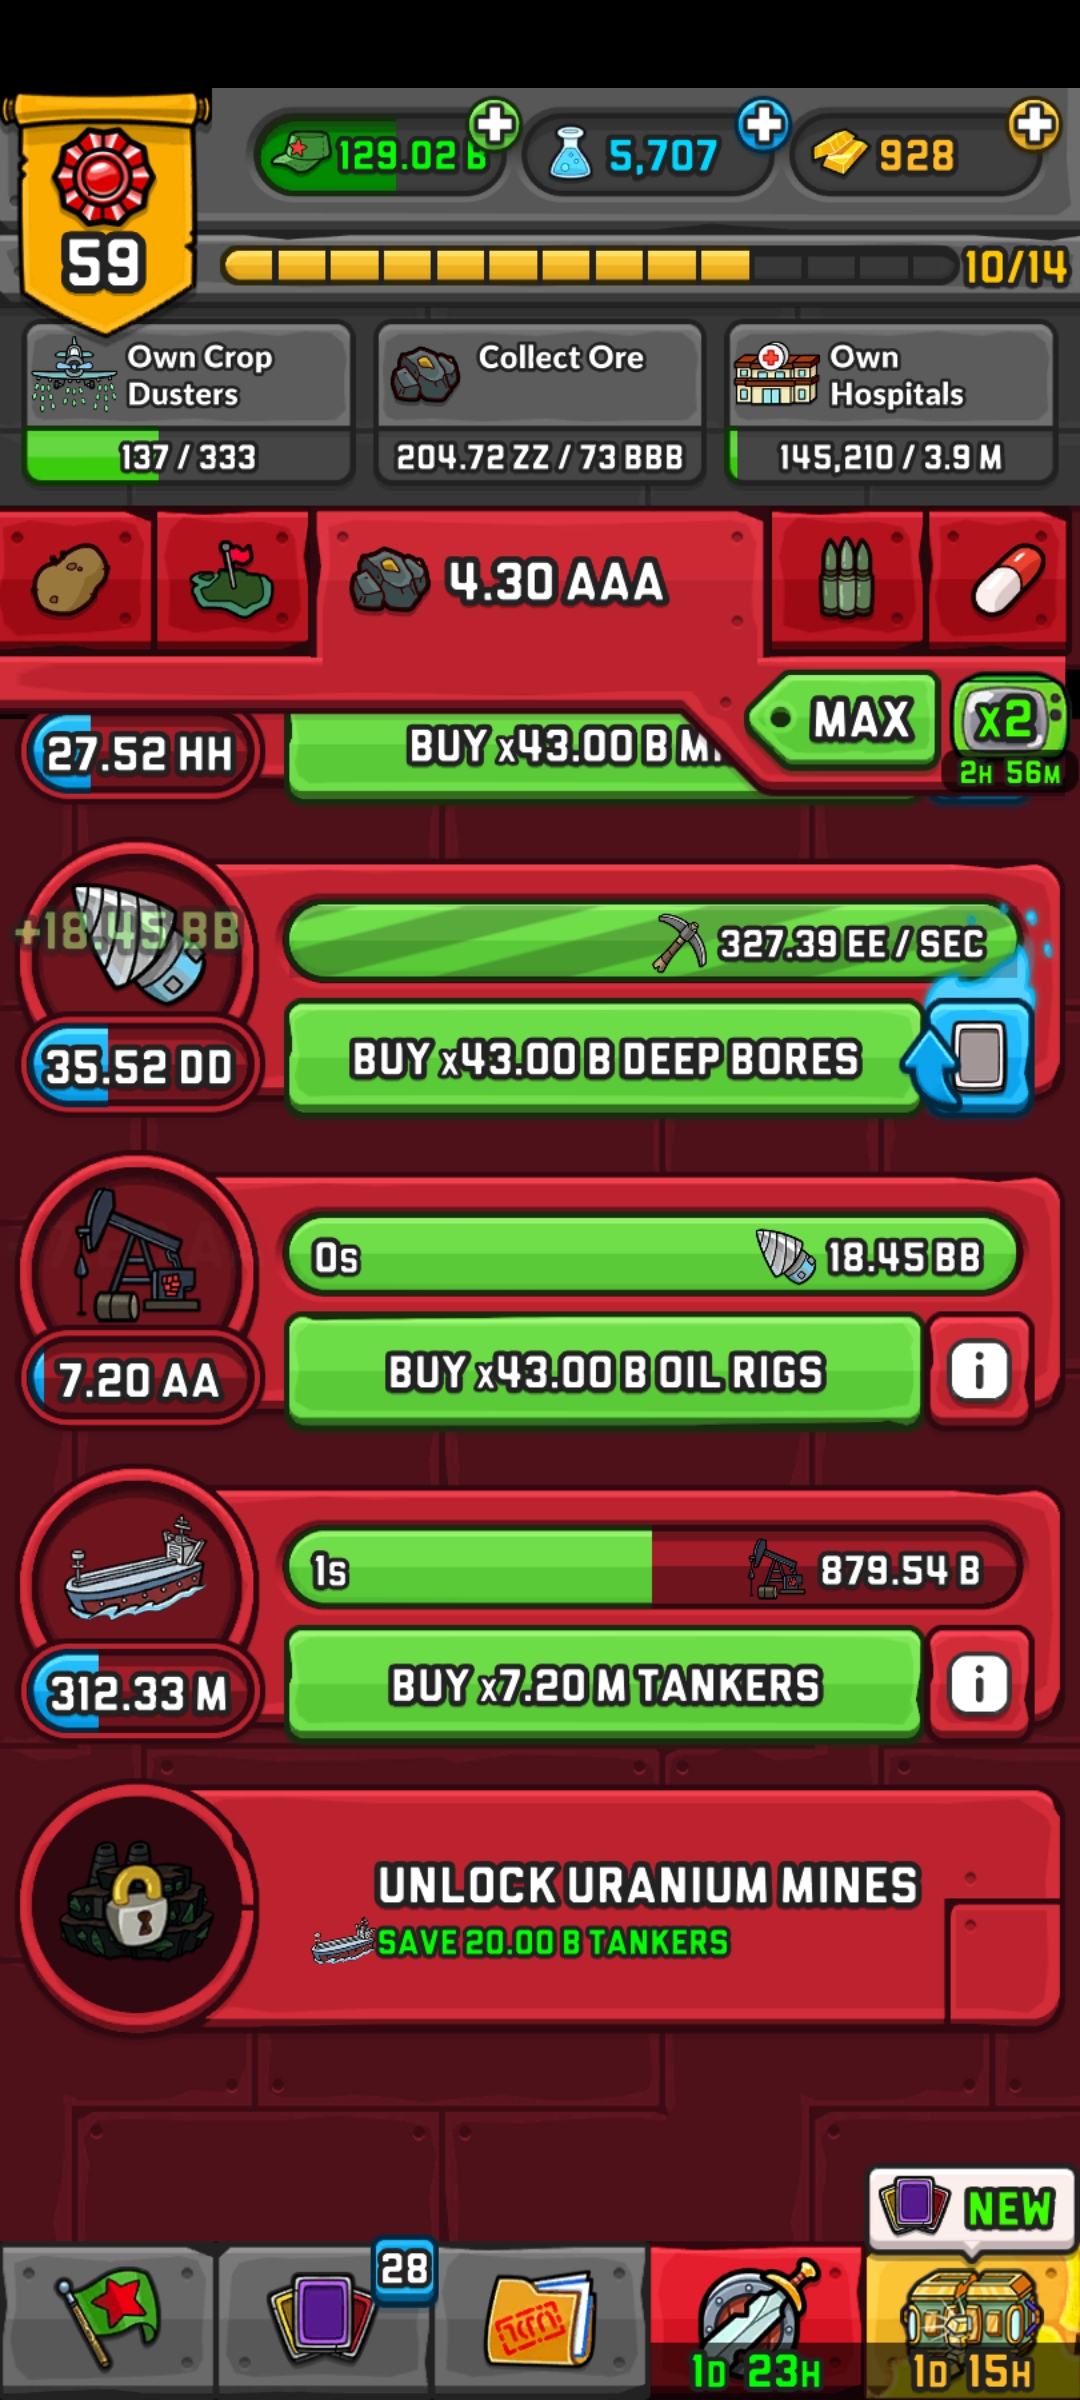 129.02 B
5,707
928
59
10/14
Own Crop
Dusters
137 / 333
Collect Ore
204.72 ZZ / 73 BBB
Own
Hospitals
145,210 / 3.9 M
4.30 AAA
MAX
x2
2H 56M
27.52 HH
BUY x43.00 B
+18.45 BB
327.39 EE / SEC
35.52 DD
BUY x43.00 B DEEP BORES
0s
18.45 BB
7.20 AA
BUY x43.00 B OIL RIGS
i
1s
879.54 B
312.33 M
BUY x7.20 M TANKERS
i
UNLOCK URANIUM MINES
SAVE 20.00 B TANKERS
NEW
28
1D 23H
1D 15H